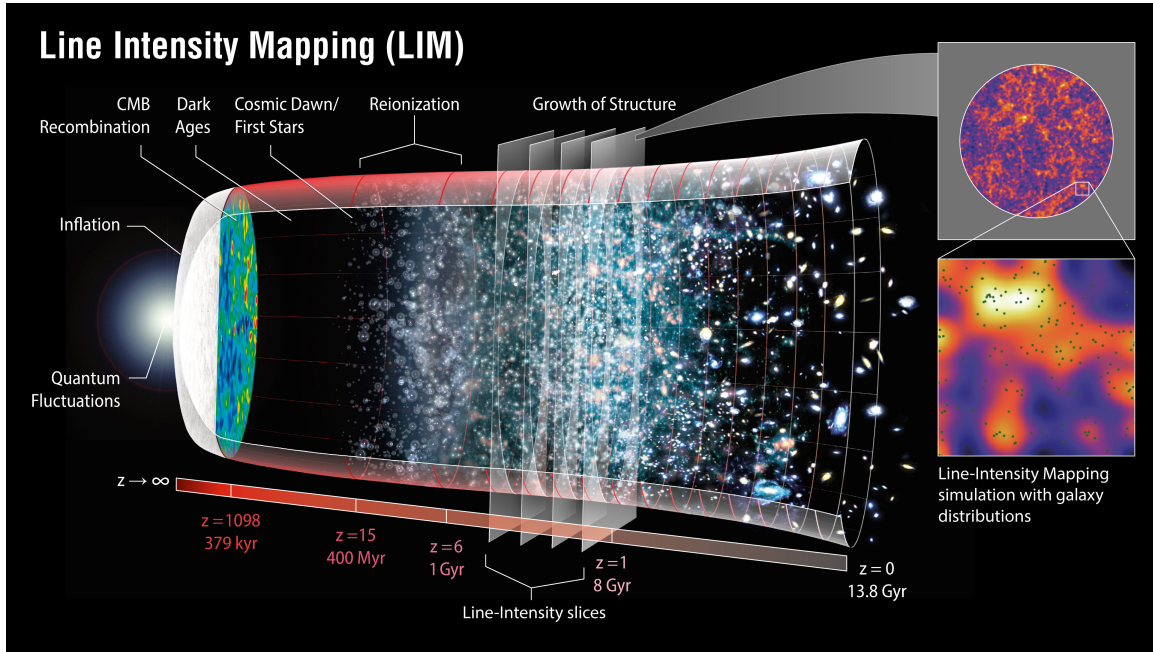 Line Intensity Mapping (LIM)
CMB
Recombination
Dark
Ages
Cosmic Dawn/
First Stars
Reionization
Growth of Structure
Inflation
Quantum
Fluctuations
z → ∞
z =1098
379 kyr
z =15
400 Myr
z = 6
1 Gyr
z =1
8 Gyr
z = 0
13.8 Gyr
Line-Intensity slices
Line-Intensity Mapping
simulation with galaxy
distributions